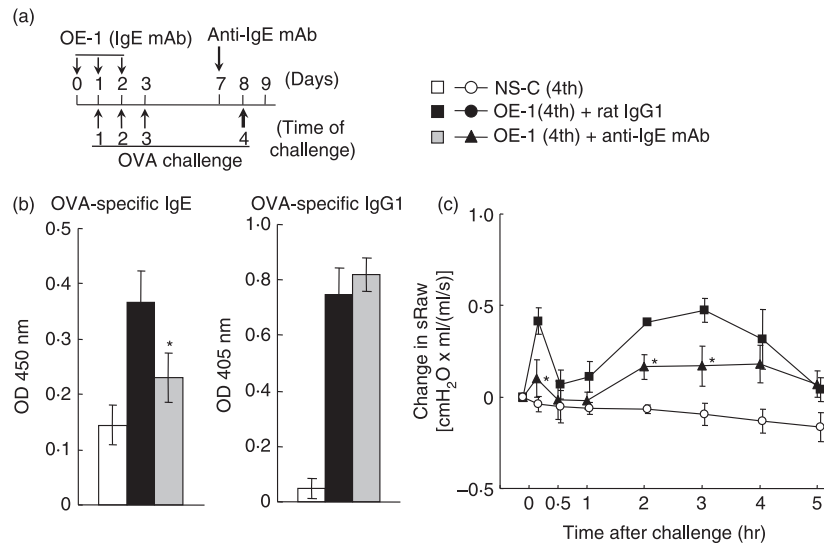 (a)
OE-1 (IgE mAb)
Anti-IgE mAb
0 1 2 3 7 8 9 (Days)
1 2 3 4
(Time of
challenge)
OVA challenge
NS-C (4th)
OE-1(4th) + rat IgG1
OE-1 (4th) + anti-IgE mAb
(b)
OVA-specific IgE
0·5
0·4
0·3
0·2
0·1
0
OD 450 nm
*
OVA-specific IgG1
1·0
0·8
0·6
0·4
0·2
0
OD 405 nm
(c)
1·0
0·5
0
–0·5
Change in sRaw
[cmH2O x ml/(ml/s)]
*
*
*
0 0·5 1 2 3 4 5
Time after challenge (hr)